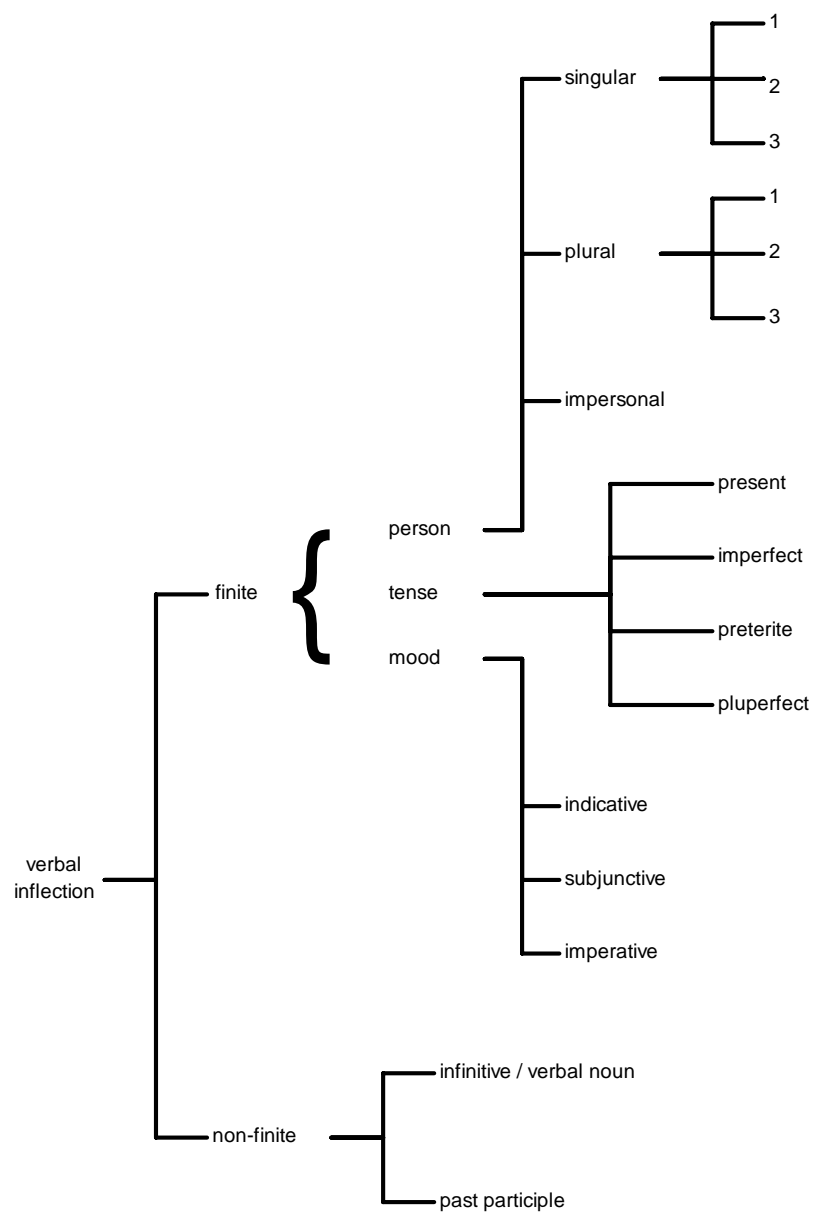 1
singular
2
3
1
plural
2
3
impersonal
present
person
imperfect
finite
{
tense
preterite
mood
pluperfect
indicative
verbal
inflection
subjunctive
imperative
infinitive / verbal noun
non-finite
past participle